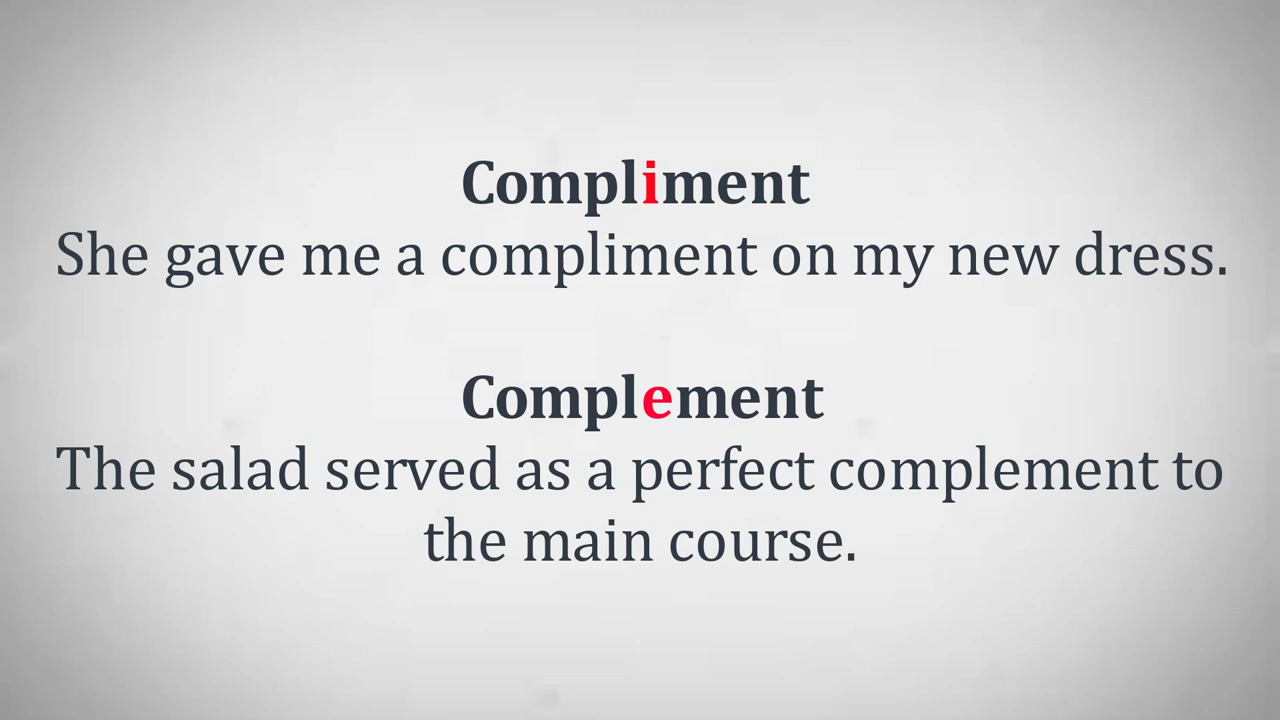 Compliment
She gave me a compliment on my new dress.
Complement
The salad served as a perfect complement to
the main course.